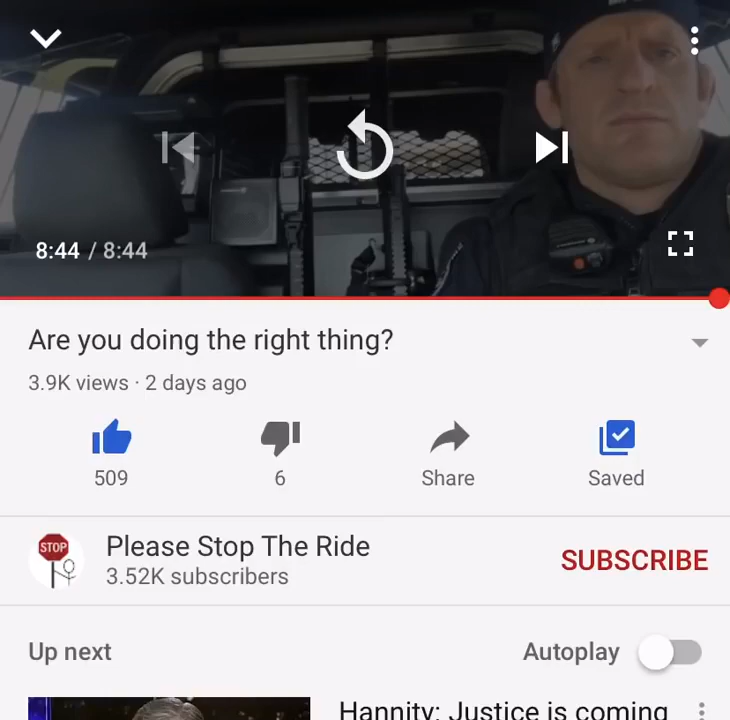 8:44 / 8:44
Are you doing the right thing?
3.9K views · 2 days ago
509
6
Share
Saved
STOP
Please Stop The Ride
3.52K subscribers
SUBSCRIBE
Up next
Autoplay
Hannity: Justice is coming